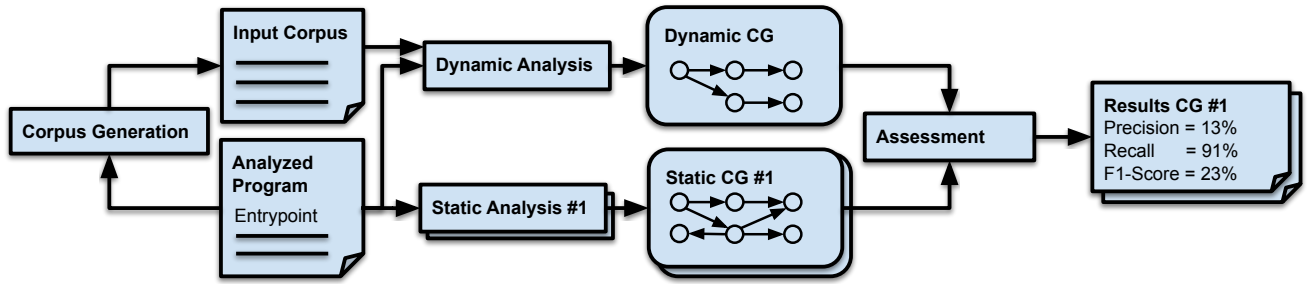 Input Corpus
Dynamic Analysis
Dynamic CG
Corpus Generation
Analyzed
Program
Entrypoint
Static Analysis #1
Static CG #1
Assessment
Results CG #1
Precision = 13%
Recall = 91%
F1-Score = 23%